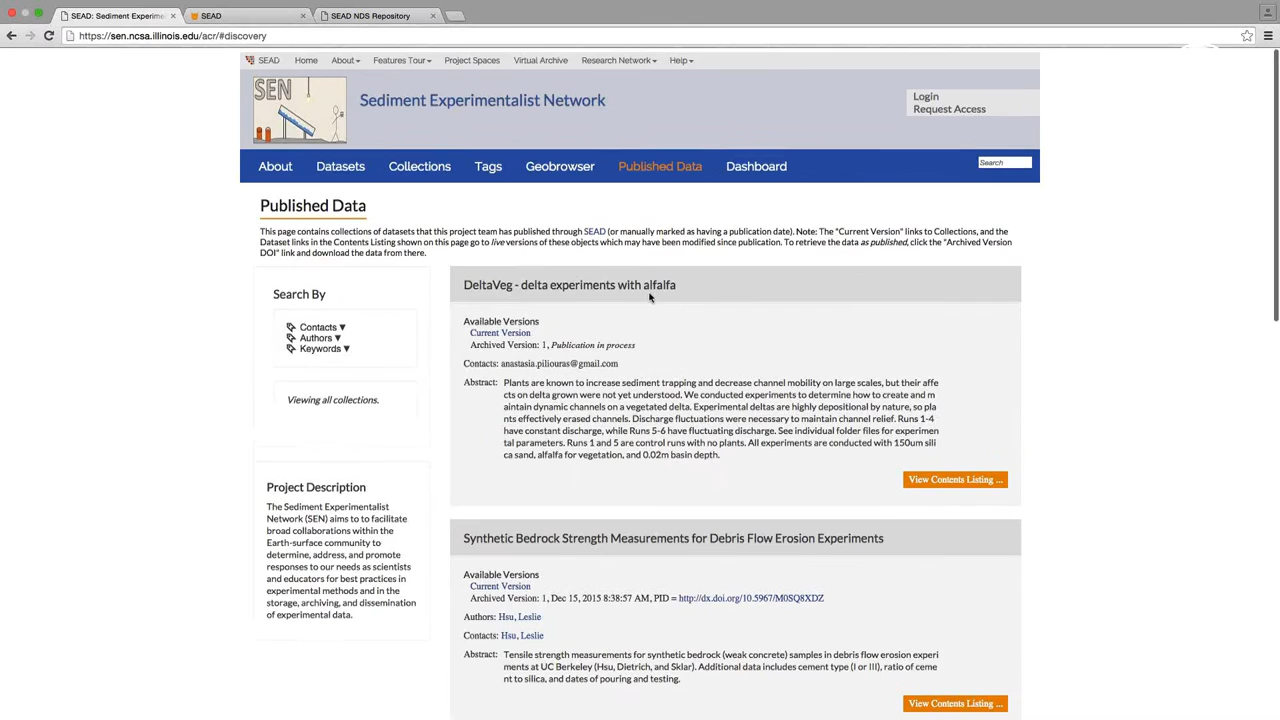 SEAD: Sediment Experime
SEAD
SEAD NDS Repository
https://sen.ncsa.illinois.edu/acr/#discovery
SEAD Home About Features Tour Project Spaces Virtual Archive Research Network Help
SEN
Sediment Experimentalist Network
Login
Request Access
About Datasets Collections Tags Geobrowser Published Data Dashboard
Search
Published Data
This page contains collections of datasets that this project team has published through SEAD (or manually marked as having a publication date). Note: The "Current Version" links to Collections, and the
Dataset links in the Contents Listing shown on this page go to live versions of these objects which may have been modified since publication. To retrieve the data as published, click the "Archived Version
DOI" link and download the data from there.
Search By
Contacts ▼
Authors ▼
Keywords ▼
Viewing all collections.
Project Description
The Sediment Experimentalist
Network (SEN) aims to to facilitate
broad collaborations within the
Earth-surface community to
determine, address, and promote
responses to our needs as scientists
and educators for best practices in
experimental methods and in the
storage, archiving, and dissemination
of experimental data.
DeltaVeg - delta experiments with alfalfa
Available Versions
Current Version
Archived Version: 1, Publication in process
Contacts: anastasia.piliouras@gmail.com
Abstract: Plants are known to increase sediment trapping and decrease channel mobility on large scales, but their affe
cts on delta grown were not yet understood. We conducted experiments to determine how to create and m
aintain dynamic channels on a vegetated delta. Experimental deltas are highly depositional by nature, so pla
nts effectively erased channels. Discharge fluctuations were necessary to maintain channel relief. Runs 1-4
have constant discharge, while Runs 5-6 have fluctuating discharge. See individual folder files for experimen
tal parameters. Runs 1 and 5 are control runs with no plants. All experiments are conducted with 150um sili
ca sand, alfalfa for vegetation, and 0.02m basin depth.
View Contents Listing ...
Synthetic Bedrock Strength Measurements for Debris Flow Erosion Experiments
Available Versions
Current Version
Archived Version: 1, Dec 15, 2015 8:38:57 AM, PID = http://dx.doi.org/10.5967/M0SQ8XDZ
Authors: Hsu, Leslie
Contacts: Hsu, Leslie
Abstract: Tensile strength measurements for synthetic bedrock (weak concrete) samples in debris flow erosion experi
ments at UC Berkeley (Hsu, Dietrich, and Sklar). Additional data includes cement type (I or III), ratio of ceme
nt to silica, and dates of pouring and testing.
View Contents Listing ...